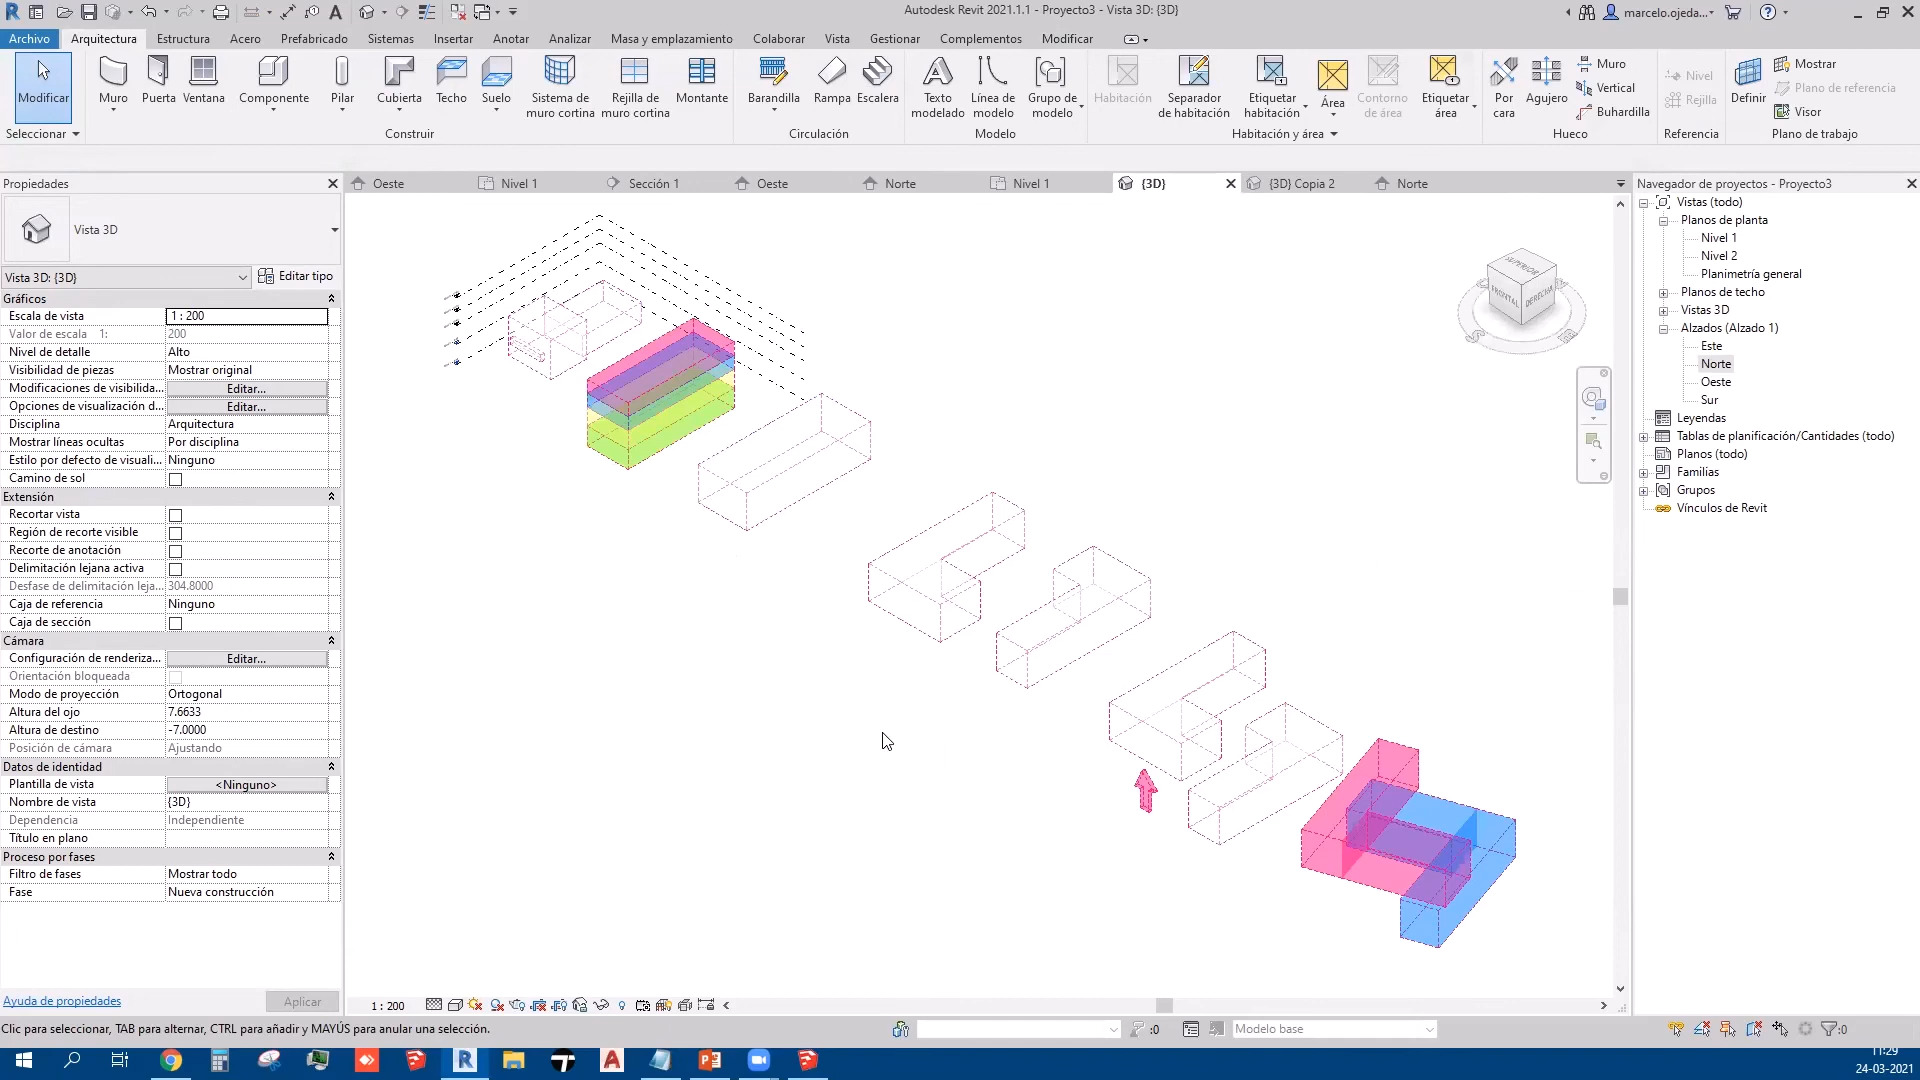 Autodesk Revit 2021.1.1 - Proyecto3 - Vista 3D: {3D}
marcelo.ojeda...
Archivo Arquitectura Estructura Acero Prefabricado Sistemas Insertar Anotar Analizar Masa y emplazamiento Colaborar Vista Gestionar Complementos Modificar
Modificar Muro Puerta Ventana Componente Pilar Cubierta Techo Suelo Sistema de muro cortina Rejilla de muro cortina Montante Barandilla Rampa Escalera Texto modelado Línea de modelo Grupo de modelo Habitación Separador de habitación Etiquetar habitación Área Contorno de área Etiquetar área Por cara Agujero Muro Vertical Buhardilla Nivel Rejilla Definir Mostrar Plano de referencia Visor
Seleccionar Construir Circulación Modelo Habitación y área Hueco Referencia Plano de trabajo
Propiedades
Oeste Nivel 1 Sección 1 Oeste Norte Nivel 1 {3D} {3D} Copia 2 Norte
Navegador de proyectos - Proyecto3
Vista 3D
Vista 3D: {3D} Editar tipo
Gráficos
Escala de vista 1 : 200
Valor de escala 1: 200
Nivel de detalle Alto
Visibilidad de piezas Mostrar original
Modificaciones de visibilida... Editar...
Opciones de visualización d... Editar...
Disciplina Arquitectura
Mostrar líneas ocultas Por disciplina
Estilo por defecto de visuali... Ninguno
Camino de sol
Extensión
Recortar vista
Región de recorte visible
Recorte de anotación
Delimitación lejana activa
Desfase de delimitación leja... 304.8000
Caja de referencia Ninguno
Caja de sección
Cámara
Configuración de renderiza... Editar...
Orientación bloqueada
Modo de proyección Ortogonal
Altura del ojo 7.6633
Altura de destino -7.0000
Posición de cámara Ajustando
Datos de identidad
Plantilla de vista <Ninguno>
Nombre de vista {3D}
Dependencia Independiente
Título en plano
Proceso por fases
Filtro de fases Mostrar todo
Fase Nueva construcción
Ayuda de propiedades Aplicar
SUPERIOR
FRONTAL DERECHA
Vistas (todo)
Planos de planta
Nivel 1
Nivel 2
Planimetría general
Planos de techo
Vistas 3D
Alzados (Alzado 1)
Este
Norte
Oeste
Sur
Leyendas
Tablas de planificación/Cantidades (todo)
Planos (todo)
Familias
Grupos
Vínculos de Revit
1 : 200
Clic para seleccionar, TAB para alternar, CTRL para añadir y MAYÚS para anular una selección.
:0 Modelo base :0
11:29
24-03-2021